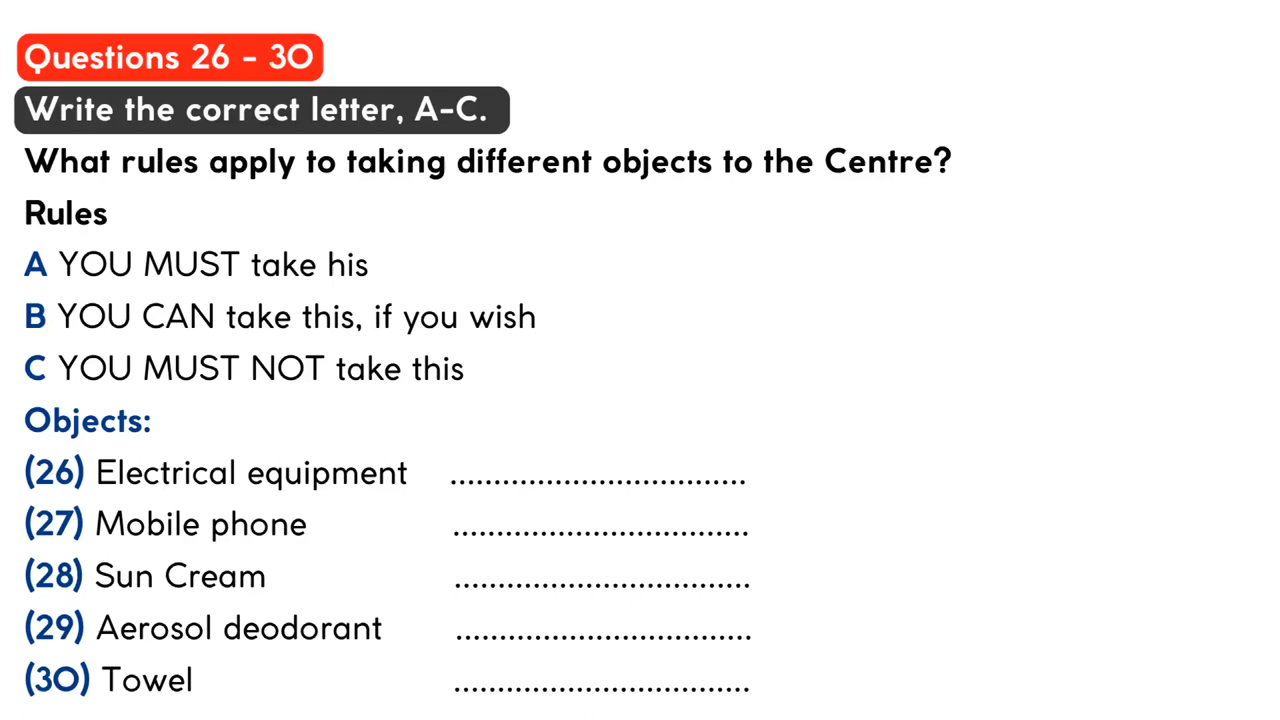 Questions 26 - 30
Write the correct letter, A-C.
What rules apply to taking different objects to the Centre?
Rules
A YOU MUST take his
B YOU CAN take this, if you wish
C YOU MUST NOT take this
Objects:
(26) Electrical equipment ..................................
(27) Mobile phone ..................................
(28) Sun Cream ..................................
(29) Aerosol deodorant ..................................
(30) Towel ..................................